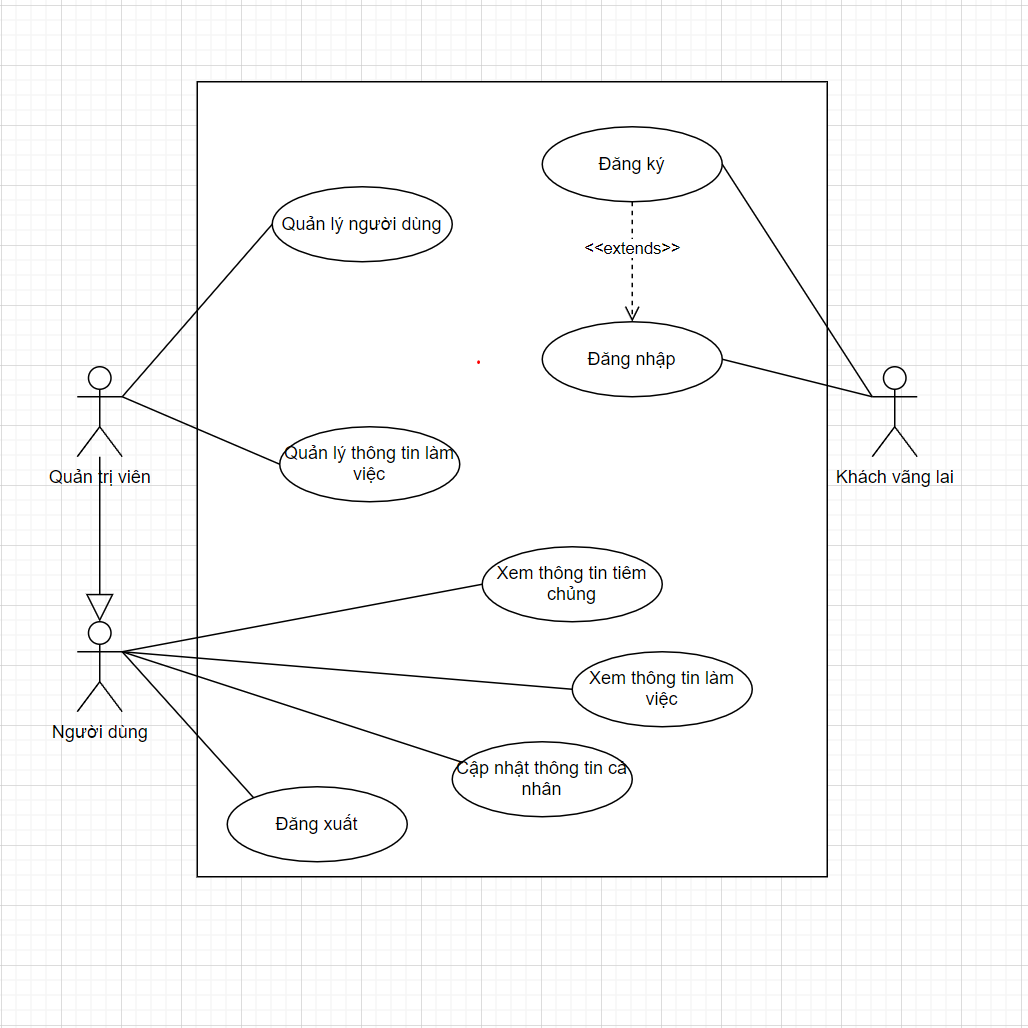 Đăng ký
Quản lý người dùng
<<extends>>
Đăng nhập
Quản lý thông tin làm
việc
Quản trị viên
Khách vãng lai
Xem thông tin tiêm
chủng
Xem thông tin làm
việc
Người dùng
Cập nhật thông tin cá
nhân
Đăng xuất